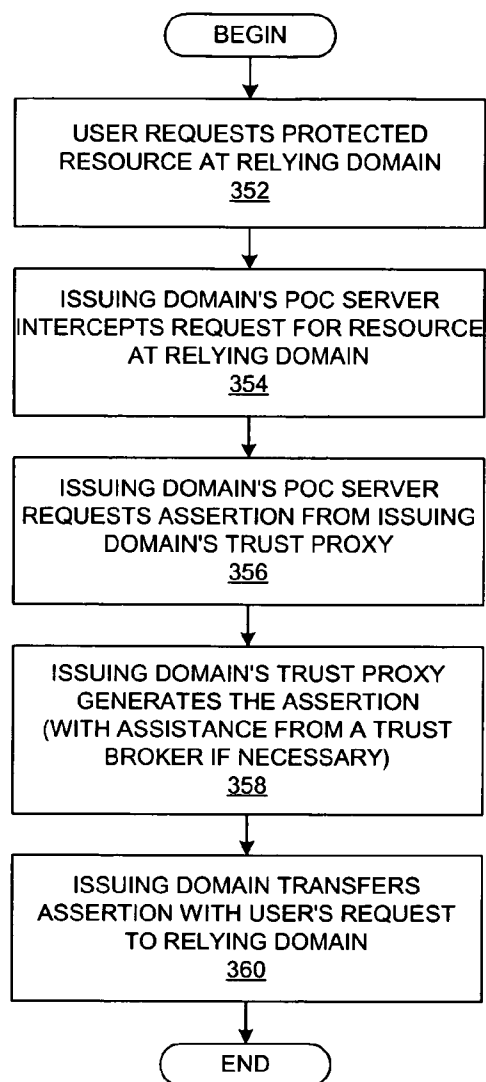 BEGIN
USER REQUESTS PROTECTED
RESOURCE AT RELYING DOMAIN
352
ISSUING DOMAIN'S POC SERVER
INTERCEPTS REQUEST FOR RESOURCE
AT RELYING DOMAIN
354
ISSUING DOMAIN'S POC SERVER
REQUESTS ASSERTION FROM ISSUING
DOMAIN'S TRUST PROXY
356
ISSUING DOMAIN'S TRUST PROXY
GENERATES THE ASSERTION
(WITH ASSISTANCE FROM A TRUST
BROKER IF NECESSARY)
358
ISSUING DOMAIN TRANSFERS
ASSERTION WITH USER'S REQUEST
TO RELYING DOMAIN
360
END